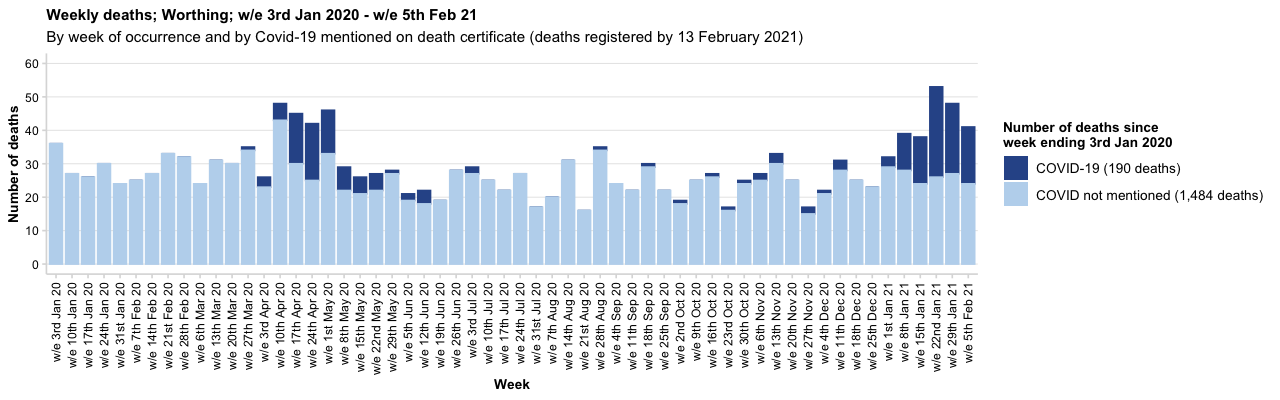 Weekly deaths; Worthing; w/e 3rd Jan 2020 - w/e 5th Feb 21
By week of occurrence and by Covid-19 mentioned on death certificate (deaths registered by 13 February 2021)
Number of deaths
60
50
40
30
20
10
0
w/e 3rd Jan 20
w/e 10th Jan 20
w/e 17th Jan 20
w/e 24th Jan 20
w/e 31st Jan 20
w/e 7th Feb 20
w/e 14th Feb 20
w/e 21st Feb 20
w/e 28th Feb 20
w/e 6th Mar 20
w/e 13th Mar 20
w/e 20th Mar 20
w/e 27th Mar 20
w/e 3rd Apr 20
w/e 10th Apr 20
w/e 17th Apr 20
w/e 24th Apr 20
w/e 1st May 20
w/e 8th May 20
w/e 15th May 20
w/e 22nd May 20
w/e 29th May 20
w/e 5th Jun 20
w/e 12th Jun 20
w/e 19th Jun 20
w/e 26th Jun 20
w/e 3rd Jul 20
w/e 10th Jul 20
w/e 17th Jul 20
w/e 24th Jul 20
w/e 31st Jul 20
w/e 7th Aug 20
w/e 14th Aug 20
w/e 21st Aug 20
w/e 28th Aug 20
w/e 4th Sep 20
w/e 11th Sep 20
w/e 18th Sep 20
w/e 25th Sep 20
w/e 2nd Oct 20
w/e 9th Oct 20
w/e 16th Oct 20
w/e 23rd Oct 20
w/e 30th Oct 20
w/e 6th Nov 20
w/e 13th Nov 20
w/e 20th Nov 20
w/e 27th Nov 20
w/e 4th Dec 20
w/e 11th Dec 20
w/e 18th Dec 20
w/e 25th Dec 20
w/e 1st Jan 21
w/e 8th Jan 21
w/e 15th Jan 21
w/e 22nd Jan 21
w/e 29th Jan 21
w/e 5th Feb 21
Week
Number of deaths since
week ending 3rd Jan 2020
COVID-19 (190 deaths)
COVID not mentioned (1,484 deaths)